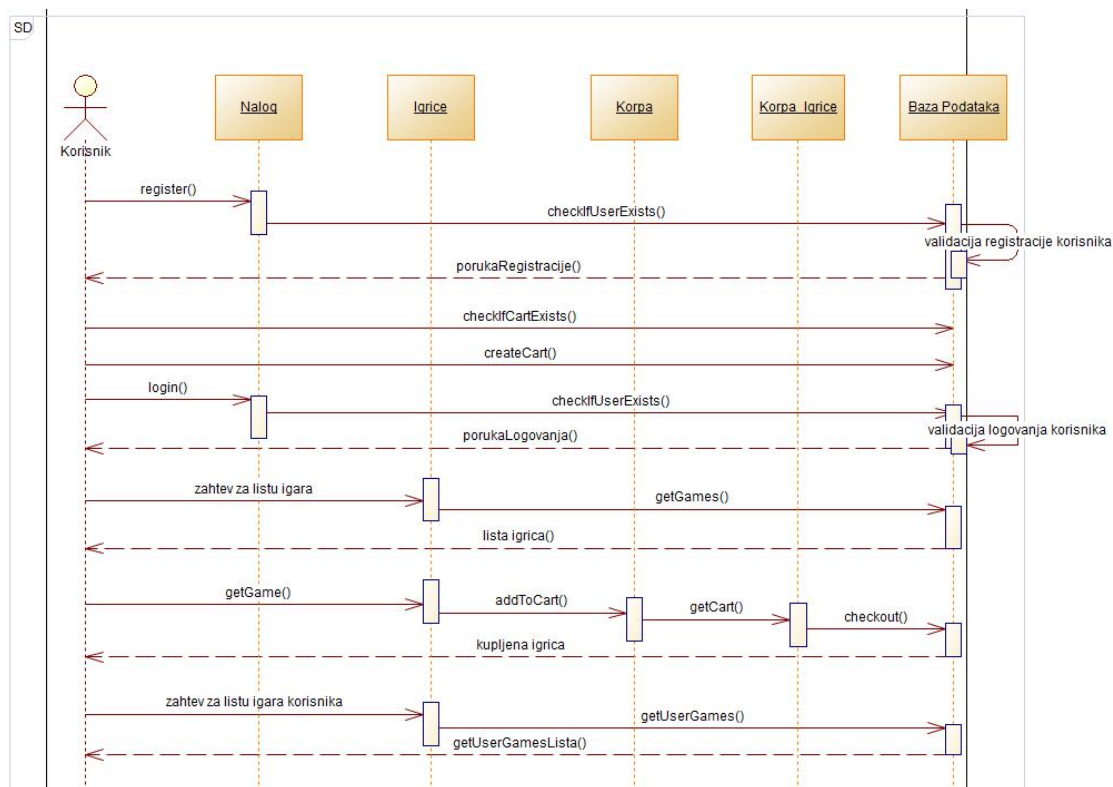 SD
Korisnik
Nalog
Igrice
Korpa
Korpa_Igrice
Baza Podataka
register()
checkIfUserExists()
validacija registracije korisnika
porukaRegistracije()
checkIfCartExists()
createCart()
login()
checkIfUserExists()
validacija logovanja korisnika
porukaLogovanja()
zahtev za listu igara
getGames()
lista igrica()
getGame()
addToCart()
getCart()
checkout()
kupljena igrica
zahtev za listu igara korisnika
getUserGames()
getUserGamesLista()